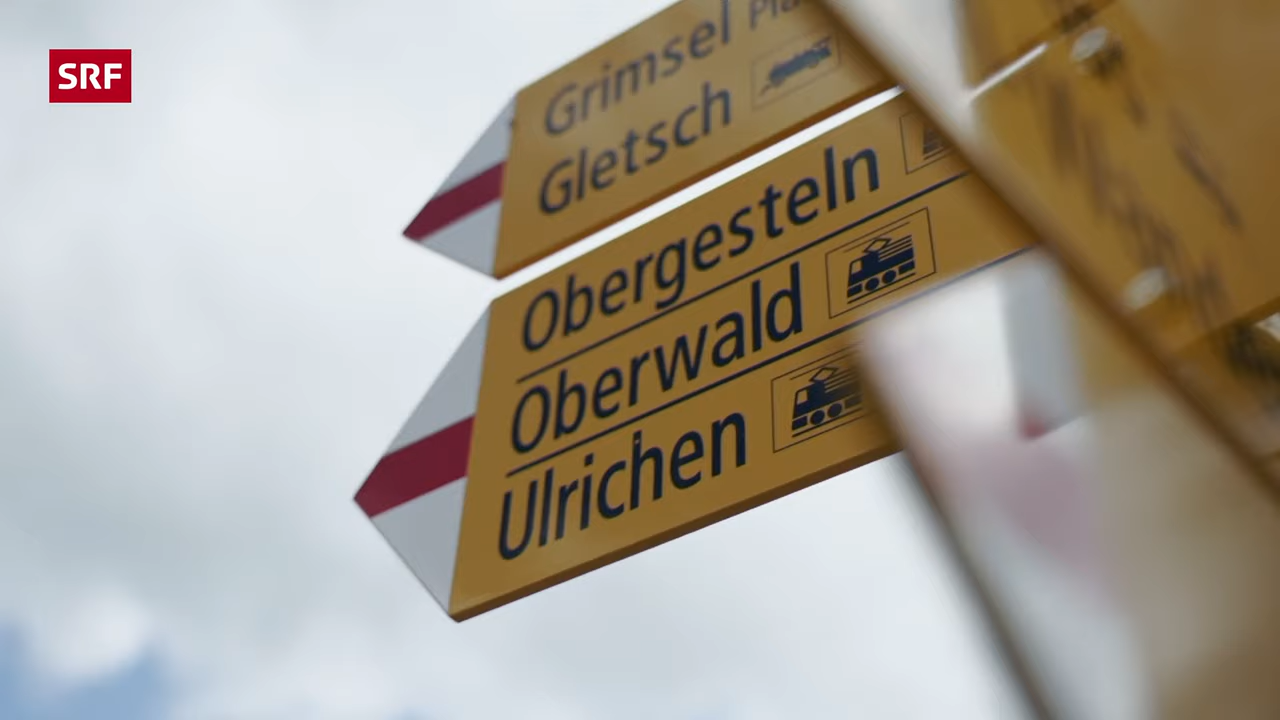 SRF
Grimsel
Gletsch
Obergesteln
Oberwald
Ulrichen